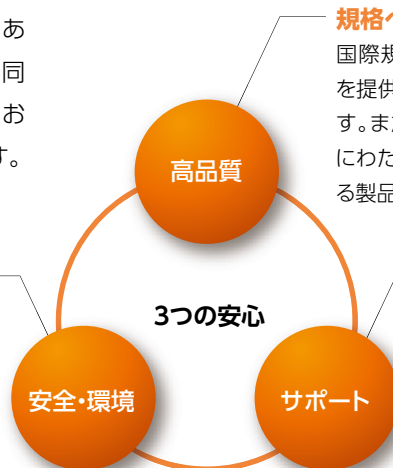 あ
同
お
す。
規格へ
国際規
を提供
す。また
にわた
る製品
高品質
3つの安心
安全・環境
サポート